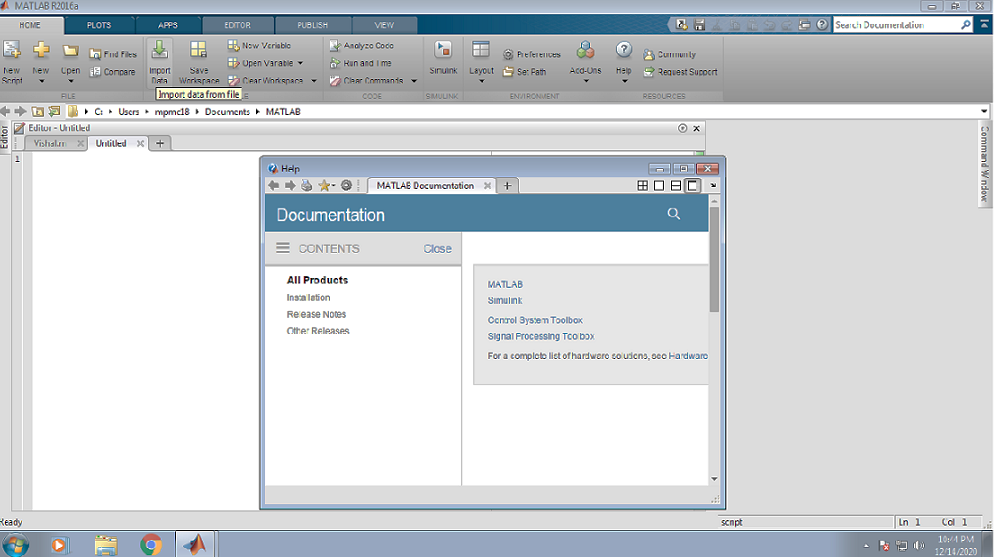 MATLAB R2016a
HOME PLOTS APPS EDITOR PUBLISH VIEW
Search Documentation
New Script
New
Open
Find Files
Compare
Import Data
Save Workspace
New Variable
Open Variable
Clear Workspace
Analyze Code
Run and Time
Clear Commands
Simulink
Layout
Preferences
Set Path
Add-Ons
Help
Community
Request Support
FILE
CODE SIMULINK ENVIRONMENT RESOURCES
Import data from file
C: Users mpmc18 Documents MATLAB
Editor
Editor - Untitled
Command Window
Vishal.m Untitled +
1
Help
MATLAB Documentation
Documentation
CONTENTS Close
All Products
Installation
Release Notes
Other Releases
MATLAB
Simulink
Control System Toolbox
Signal Processing Toolbox
For a complete list of hardware solutions, see Hardware
Ready
script Ln 1 Col 1
10:44 PM
12/14/2020